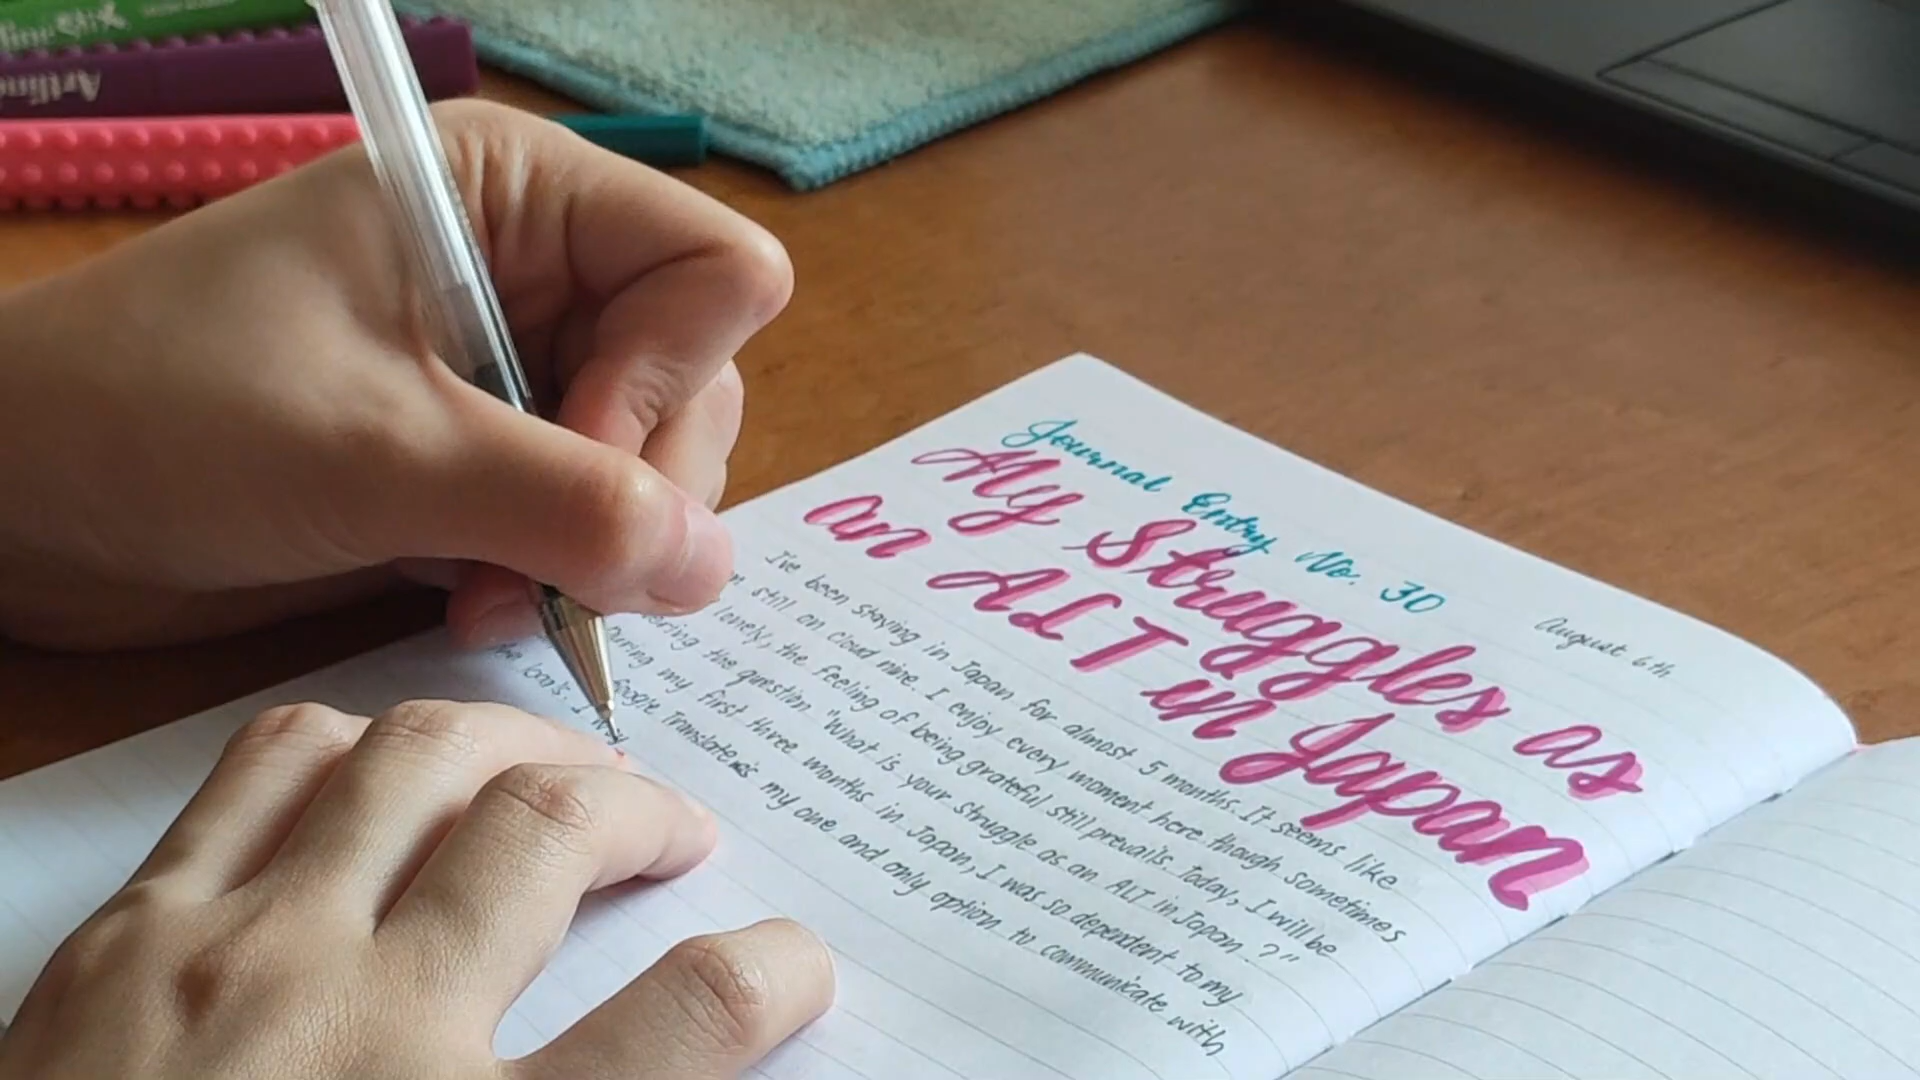 Artline
Journal Entry No. 30
My Struggles as
an ALT in Japan
August 6th
I've been staying in Japan for almost 5 months. It seems like
still on cloud nine. I enjoy every moment here though sometimes
lonely, the feeling of being grateful still prevails. Today, I will be
the question "What is your struggle as an ALT in Japan?"
During my first three months in Japan, I was so dependent to my
Google Translate. my one and only option to communicate with
the I